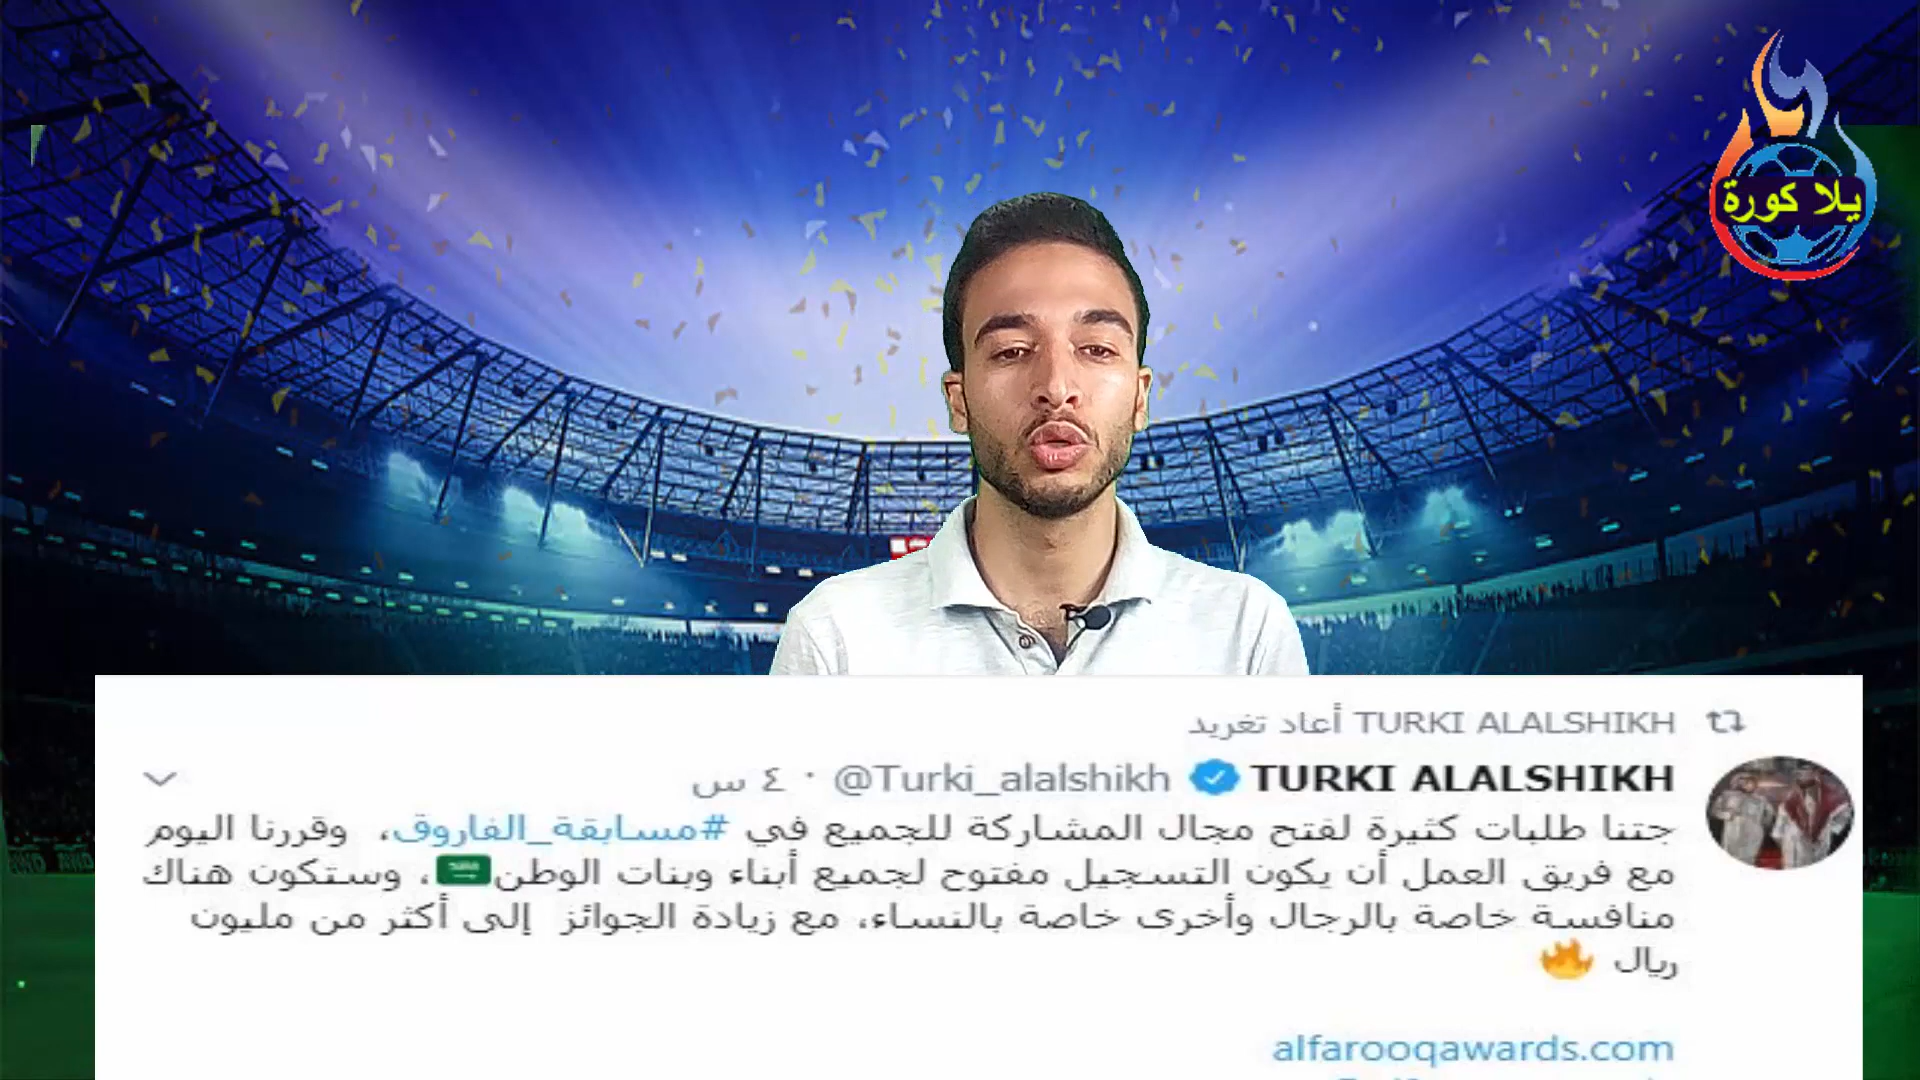 يلا كورة
TURKI ALALSHIKH أعاد تغريد
TURKI ALALSHIKH @Turki_alalshikh · ٤ س
جتنا طلبات كثيرة لفتح مجال المشاركة للجميع في #مسابقة_الفاروق، وقررنا اليوم
مع فريق العمل أن يكون التسجيل مفتوح لجميع أبناء وبنات الوطن🇸🇦، وستكون هناك
منافسة خاصة بالرجال وأخرى خاصة بالنساء، مع زيادة الجوائز إلى أكثر من مليون
ريال 🔥
alfarooqawards.com